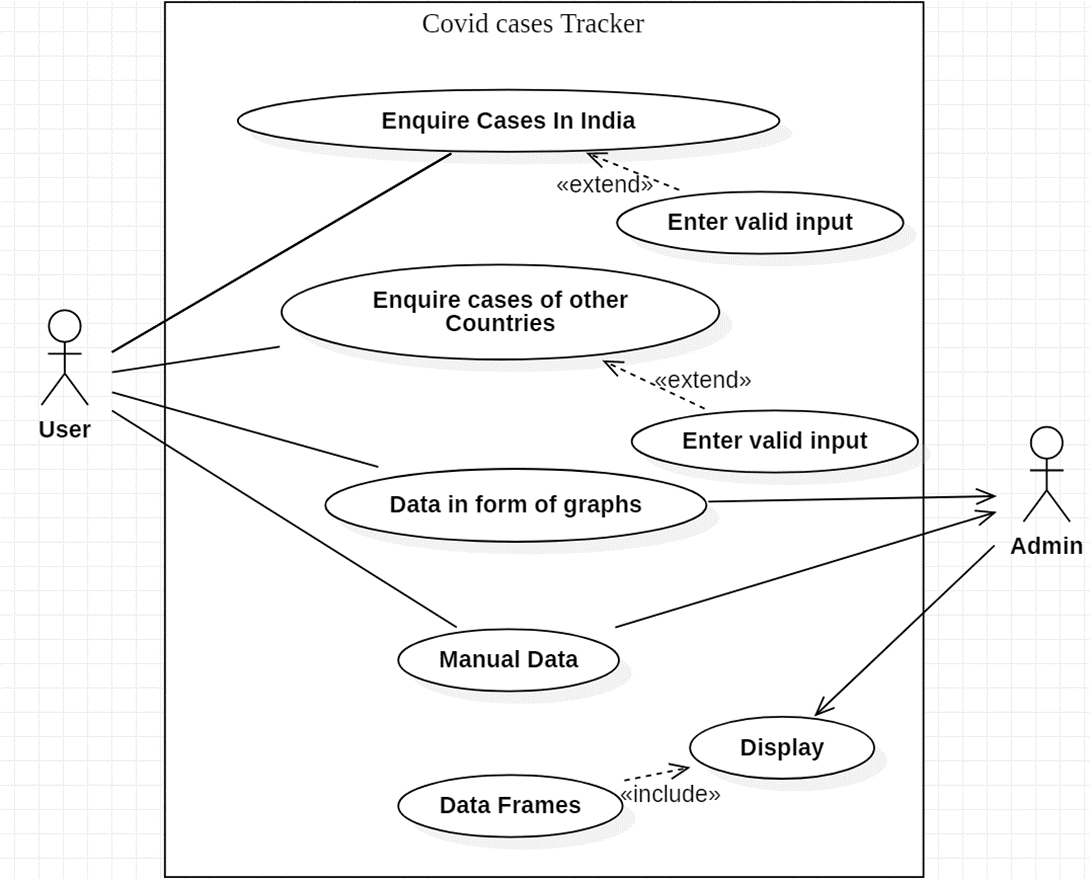 Covid cases Tracker
Enquire Cases In India
«extend»
Enter valid input
Enquire cases of other
Countries
«extend»
User
Enter valid input
Data in form of graphs
Admin
Manual Data
Display
«include»
Data Frames